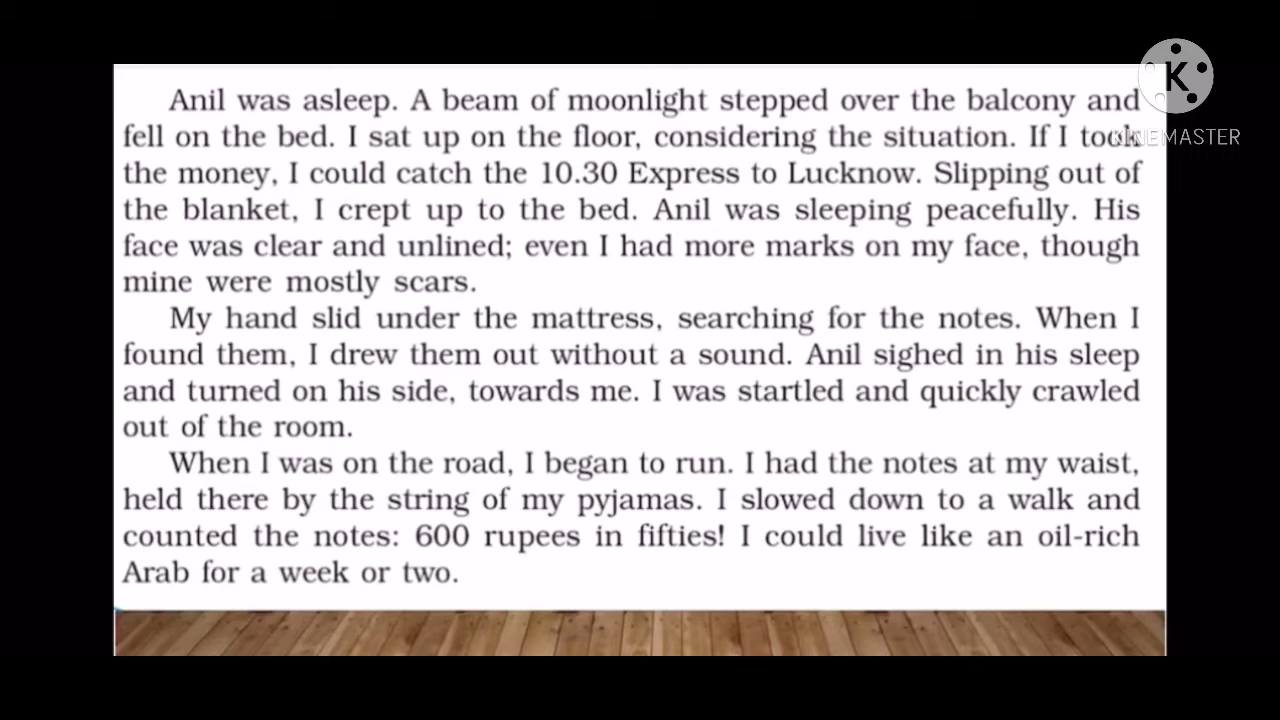 Anil was asleep. A beam of moonlight stepped over the balcony and
fell on the bed. I sat up on the floor, considering the situation. If I took
the money, I could catch the 10.30 Express to Lucknow. Slipping out of
the blanket, I crept up to the bed. Anil was sleeping peacefully. His
face was clear and unlined; even I had more marks on my face, though
mine were mostly scars.
My hand slid under the mattress, searching for the notes. When I
found them, I drew them out without a sound. Anil sighed in his sleep
and turned on his side, towards me. I was startled and quickly crawled
out of the room.
When I was on the road, I began to run. I had the notes at my waist,
held there by the string of my pyjamas. I slowed down to a walk and
counted the notes: 600 rupees in fifties! I could live like an oil-rich
Arab for a week or two.
K
KINEMASTER